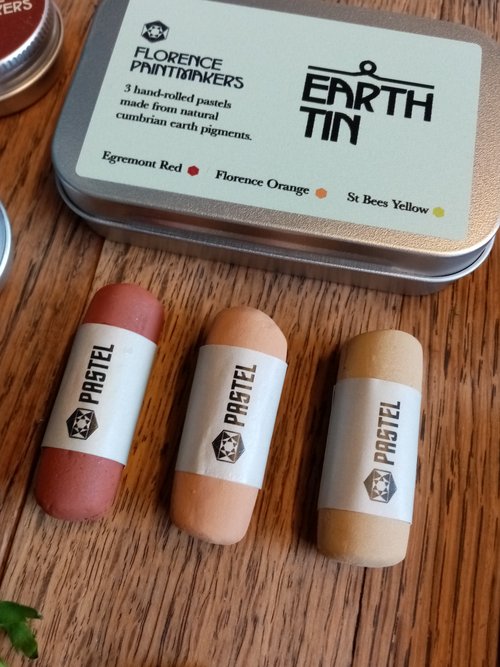 MAKERS
FLORENCE
PAINTMAKERS
3 hand-rolled pastels
made from natural
cumbrian earth pigments.
EARTH
TIN
Egremont Red
Florence Orange
St Bees Yellow
PASTEL
PASTEL
PASTEL